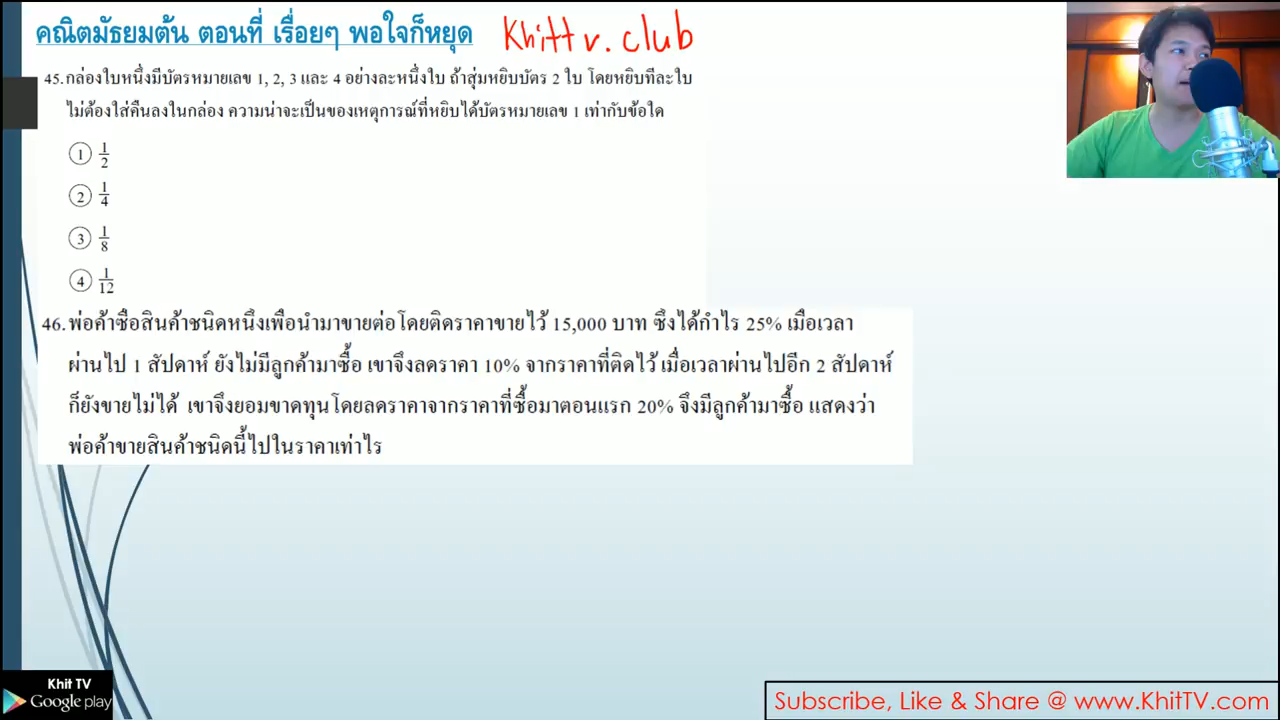 คณิตมัธยมต้น ตอนที่ เรื่อยๆ พอใจก็หยุด Khittv.club
45.กล่องใบหนึ่งมีบัตรหมายเลข 1, 2, 3 และ 4 อย่างละหนึ่งใบ ถ้าสุ่มหยิบบัตร 2 ใบ โดยหยิบทีละใบ
ไม่ต้องใส่คืนลงในกล่อง ความน่าจะเป็นของเหตุการณ์ที่หยิบได้บัตรหมายเลข 1 เท่ากับข้อใด
① 1/2
② 1/4
③ 1/8
④ 1/12
46.พ่อค้าซื้อสินค้าชนิดหนึ่งเพื่อนำมาขายต่อโดยติดราคาขายไว้ 15,000 บาท ซึ่งได้กำไร 25% เมื่อเวลา
ผ่านไป 1 สัปดาห์ ยังไม่มีลูกค้ามาซื้อ เขาจึงลดราคา 10% จากราคาที่ติดไว้ เมื่อเวลาผ่านไปอีก 2 สัปดาห์
ก็ยังขายไม่ได้ เขาจึงยอมขาดทุนโดยลดราคาจากราคาที่ซื้อมาตอนแรก 20% จึงมีลูกค้ามาซื้อ แสดงว่า
พ่อค้าขายสินค้าชนิดนี้ไปในราคาเท่าไร
Khit TV
Google play
Subscribe, Like & Share @ www.KhitTV.com